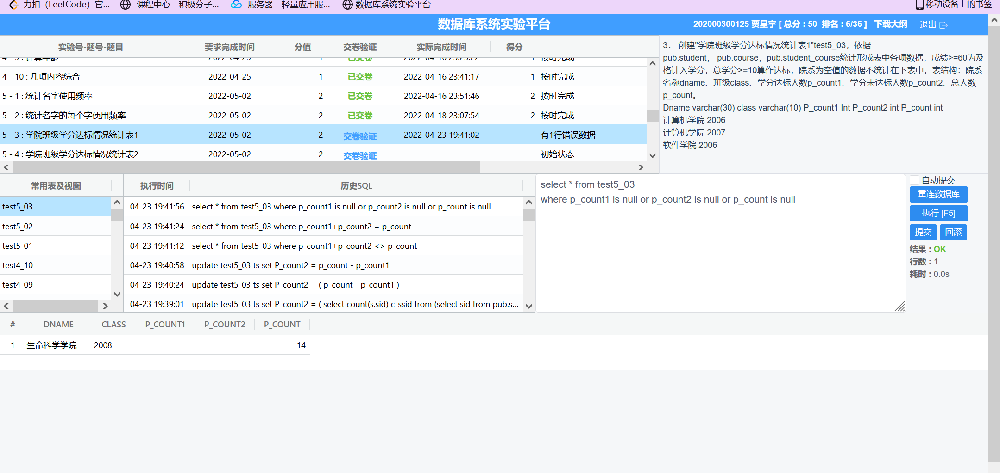 力扣（LeetCode）官...
课程中心 - 积极分子...
服务器 - 轻量应用服...
数据库系统实验平台
移动设备上的书签
数据库系统实验平台
202000300125 贾星宇 [ 总分 : 50 排名 : 6/36 ] 下载大纲 退出
实验号-题号-题目 要求完成时间 分值 交卷验证 实际完成时间 得分
4 - 9 : 计算年龄 2022-04-25 1 已交卷 2022-04-16 23:23:22 1 按时完成
4 - 10 : 几项内容综合 2022-04-25 1 已交卷 2022-04-16 23:41:17 1 按时完成
5 - 1 : 统计名字使用频率 2022-05-02 2 已交卷 2022-04-16 23:51:46 2 按时完成
5 - 2 : 统计名字的每个字使用频率 2022-05-02 2 已交卷 2022-04-18 23:07:54 2 按时完成
5 - 3 : 学院班级学分达标情况统计表1 2022-05-02 2 交卷验证 2022-04-23 19:41:02 有1行错误数据
5 - 4 : 学院班级学分达标情况统计表2 2022-05-02 2 交卷验证 初始状态
3. 创建"学院班级学分达标情况统计表1"test5_03，依据
pub.student， pub.course，pub.student_course统计形成表中各项数据，成绩>=60为及
格计入学分，总学分>=10算作达标，院系为空值的数据不统计在下表中，表结构：院系
名称dname、班级class、学分达标人数p_count1、学分未达标人数p_count2、总人数
p_count。
Dname varchar(30) class varchar(10) P_count1 Int P_count2 int P_count int
计算机学院 2006
计算机学院 2007
软件学院 2006
………………
常用表及视图
test5_03
test5_02
test5_01
test4_10
test4_09
执行时间 历史SQL
04-23 19:41:56 select * from test5_03 where p_count1 is null or p_count2 is null or p_count is null
04-23 19:41:24 select * from test5_03 where p_count1+p_count2 = p_count
04-23 19:41:12 select * from test5_03 where p_count1+p_count2 <> p_count
04-23 19:40:58 update test5_03 ts set P_count2 = p_count - p_count1
04-23 19:40:24 update test5_03 ts set P_count2 = ( p_count - p_count1 )
04-23 19:39:01 update test5_03 ts set P_count2 = ( select count(s.sid) c_ssid from (select sid from pub.s...
select * from test5_03
where p_count1 is null or p_count2 is null or p_count is null
自动提交
重连数据库
执行 [F5]
提交 回滚
结果 : OK
行数 : 1
耗时 : 0.0s
# DNAME CLASS P_COUNT1 P_COUNT2 P_COUNT
1 生命科学学院 2008 14